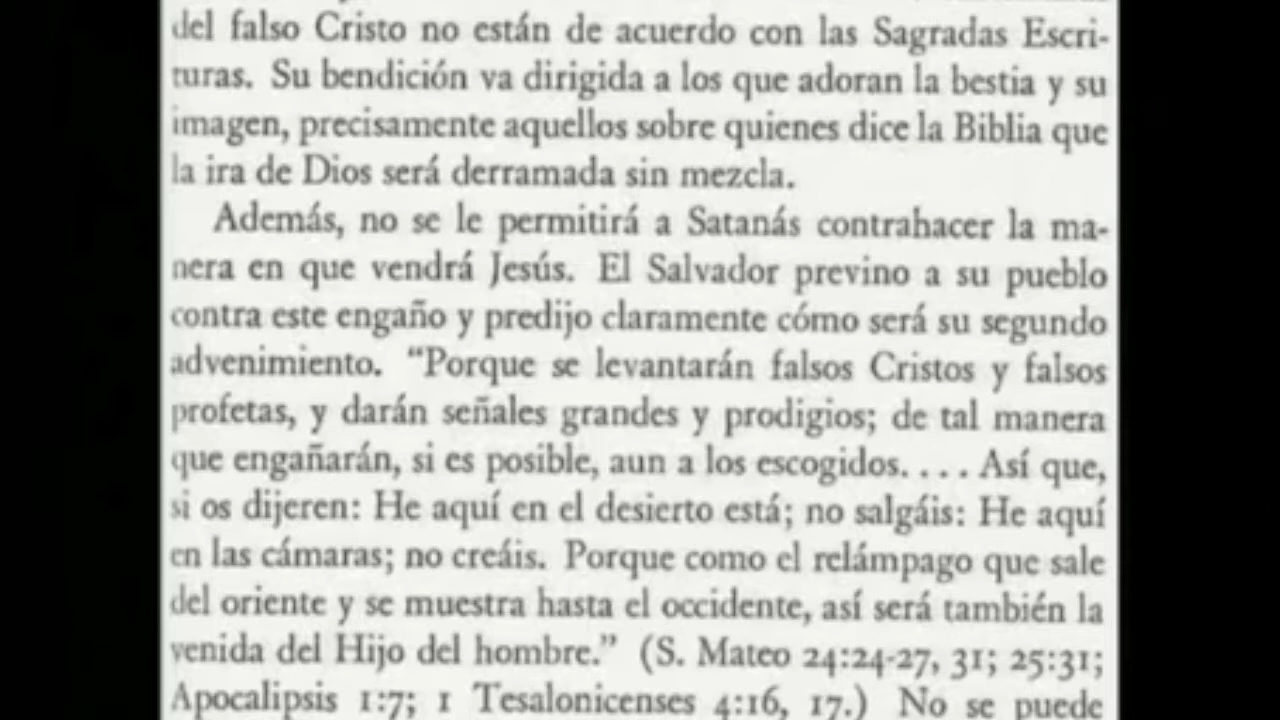 del falso Cristo no están de acuerdo con las Sagradas Escri-
turas. Su bendición va dirigida a los que adoran la bestia y su
imagen, precisamente aquellos sobre quienes dice la Biblia que
la ira de Dios será derramada sin mezcla.
Además, no se le permitirá a Satanás contrahacer la ma-
nera en que vendrá Jesús. El Salvador previno a su pueblo
contra este engaño y predijo claramente cómo será su segundo
advenimiento. “Porque se levantarán falsos Cristos y falsos
profetas, y darán señales grandes y prodigios; de tal manera
que engañarán, si es posible, aun a los escogidos. . . . Así que,
si os dijeren: He aquí en el desierto está; no salgáis: He aquí
en las cámaras; no creáis. Porque como el relámpago que sale
del oriente y se muestra hasta el occidente, así será también la
venida del Hijo del hombre.” (S. Mateo 24:24-27, 31; 25:31;
Apocalipsis 1:7; 1 Tesalonicenses 4:16, 17.) No se puede